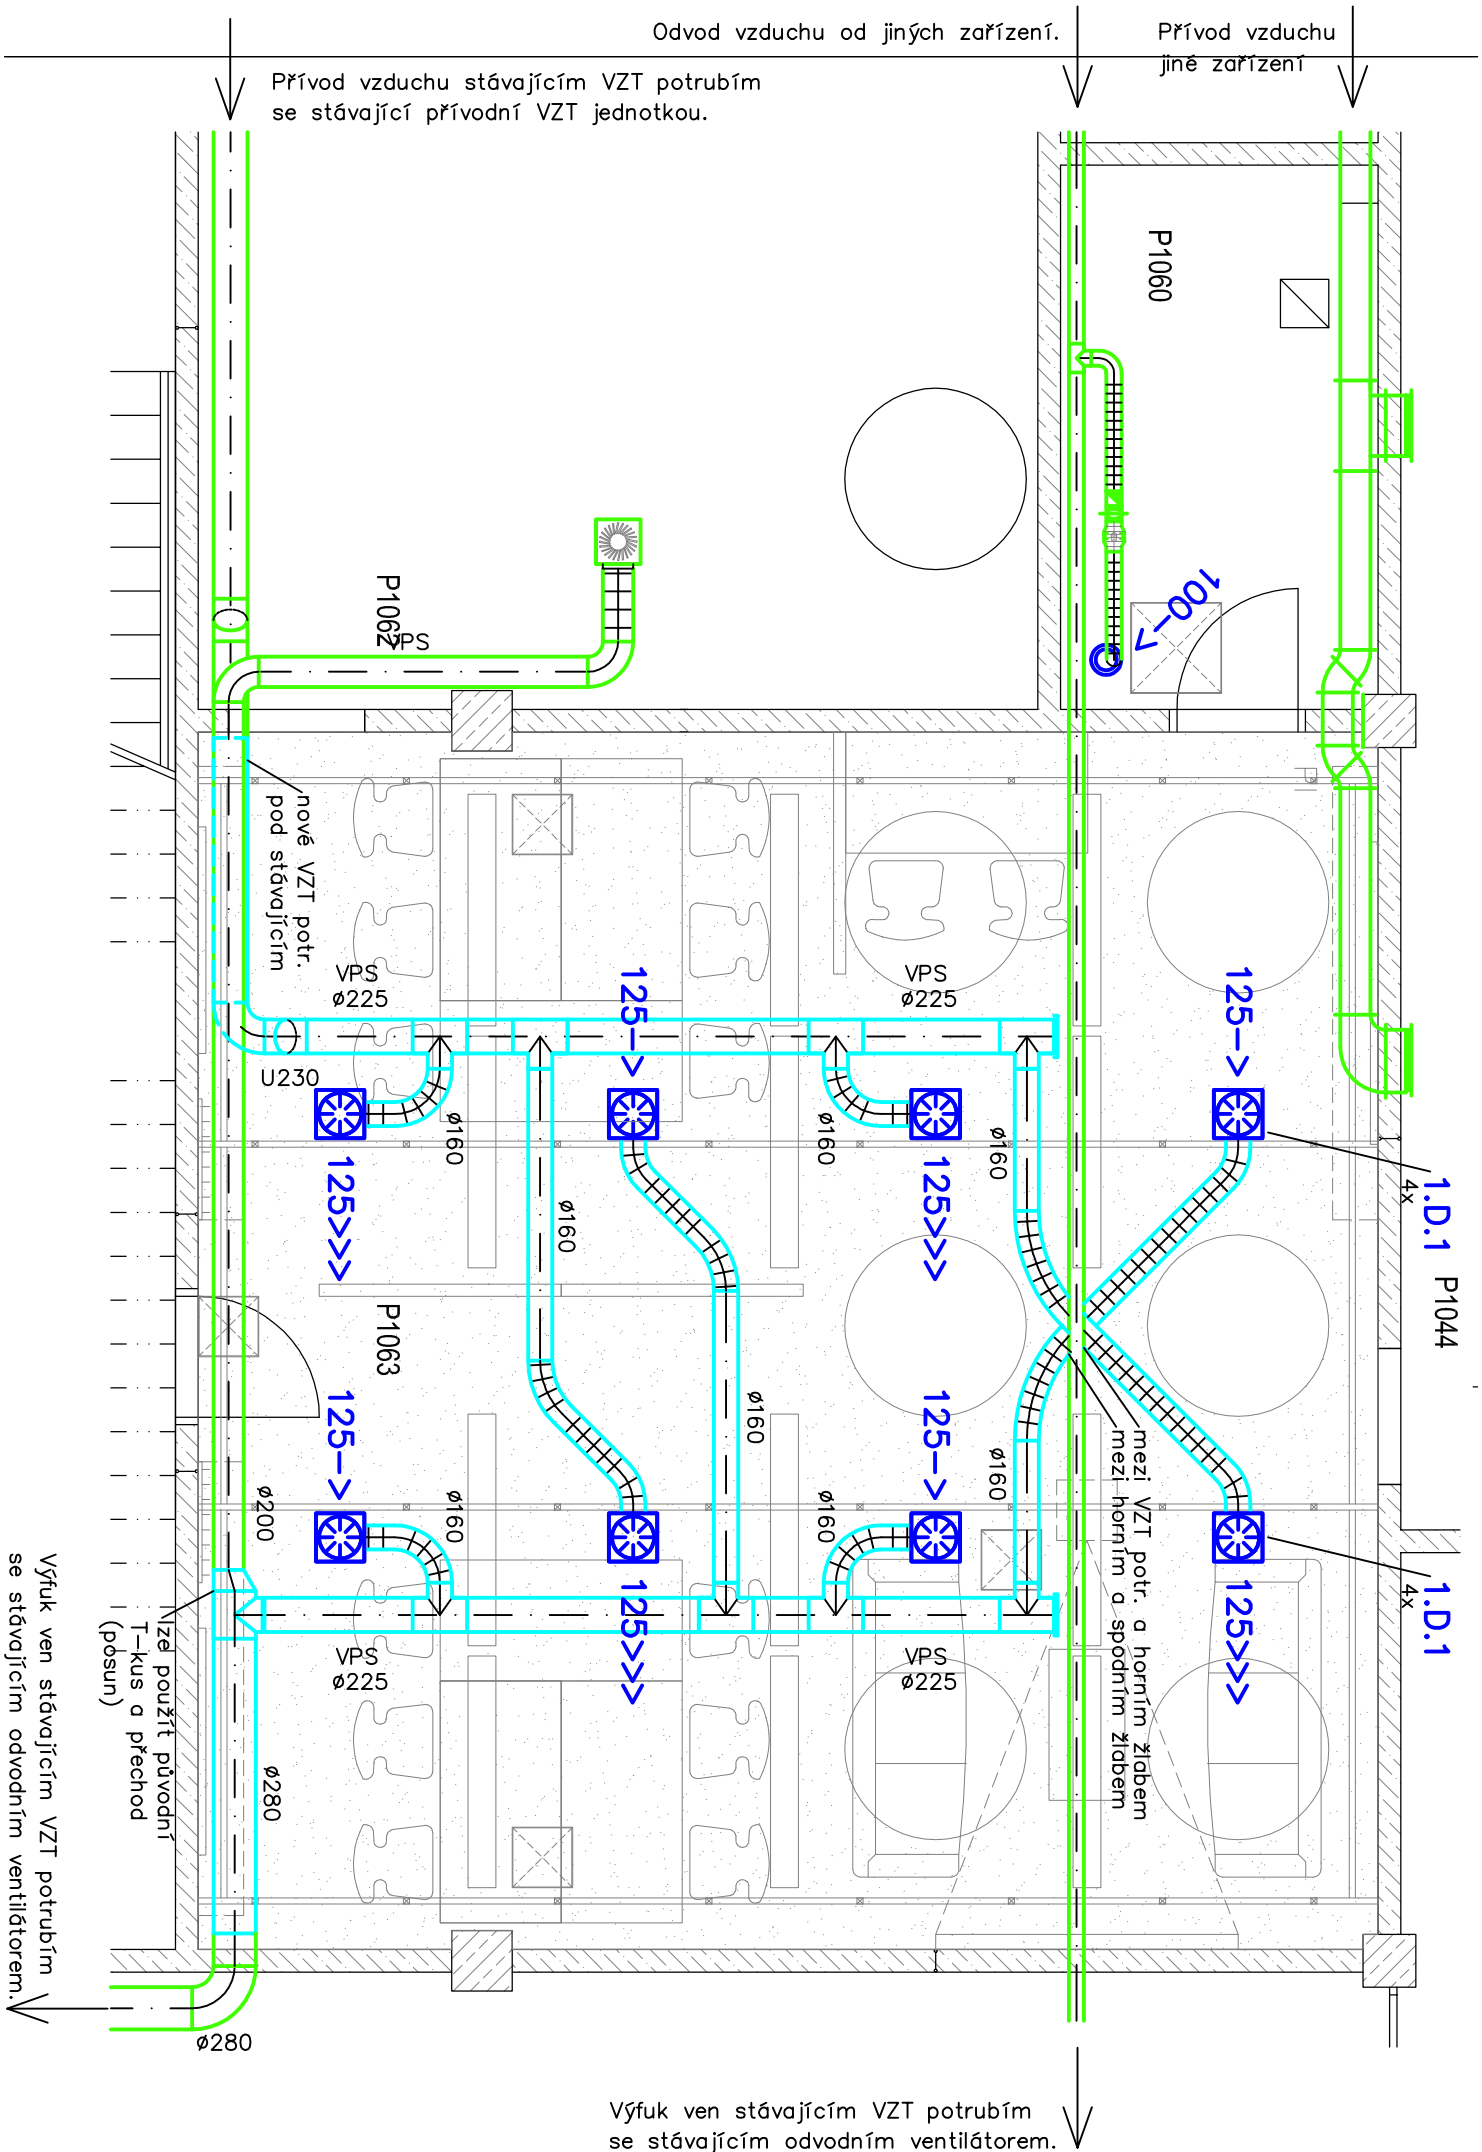 Odvod vzduchu od jiných zařízení.
Přívod vzduchu
jiné zařízení
Přívod vzduchu stávajícím VZT potrubím
se stávající přívodní VZT jednotkou.
P1060
100->
P1062
VPS
nové VZT potr.
pod stávajícím
VPS
ø225
125->
VPS
ø225
125->
U230
ø160
ø160
ø160
125>>>
125>>>
1.D.1
4x
ø160
P1044
P1063
125->
ø160
125->
mezi VZT potr. a horním žlabem
mezi horním a spodním žlabem
ø200
ø160
ø160
ø160
1.D.1
4x
125>>>
125>>>
VPS
ø225
VPS
ø225
lze použít původní
T-kus a přechod
(posun)
ø280
Výfuk ven stávajícím VZT potrubím
se stávajícím odvodním ventilátorem.
ø280
Výfuk ven stávajícím VZT potrubím
se stávajícím odvodním ventilátorem.